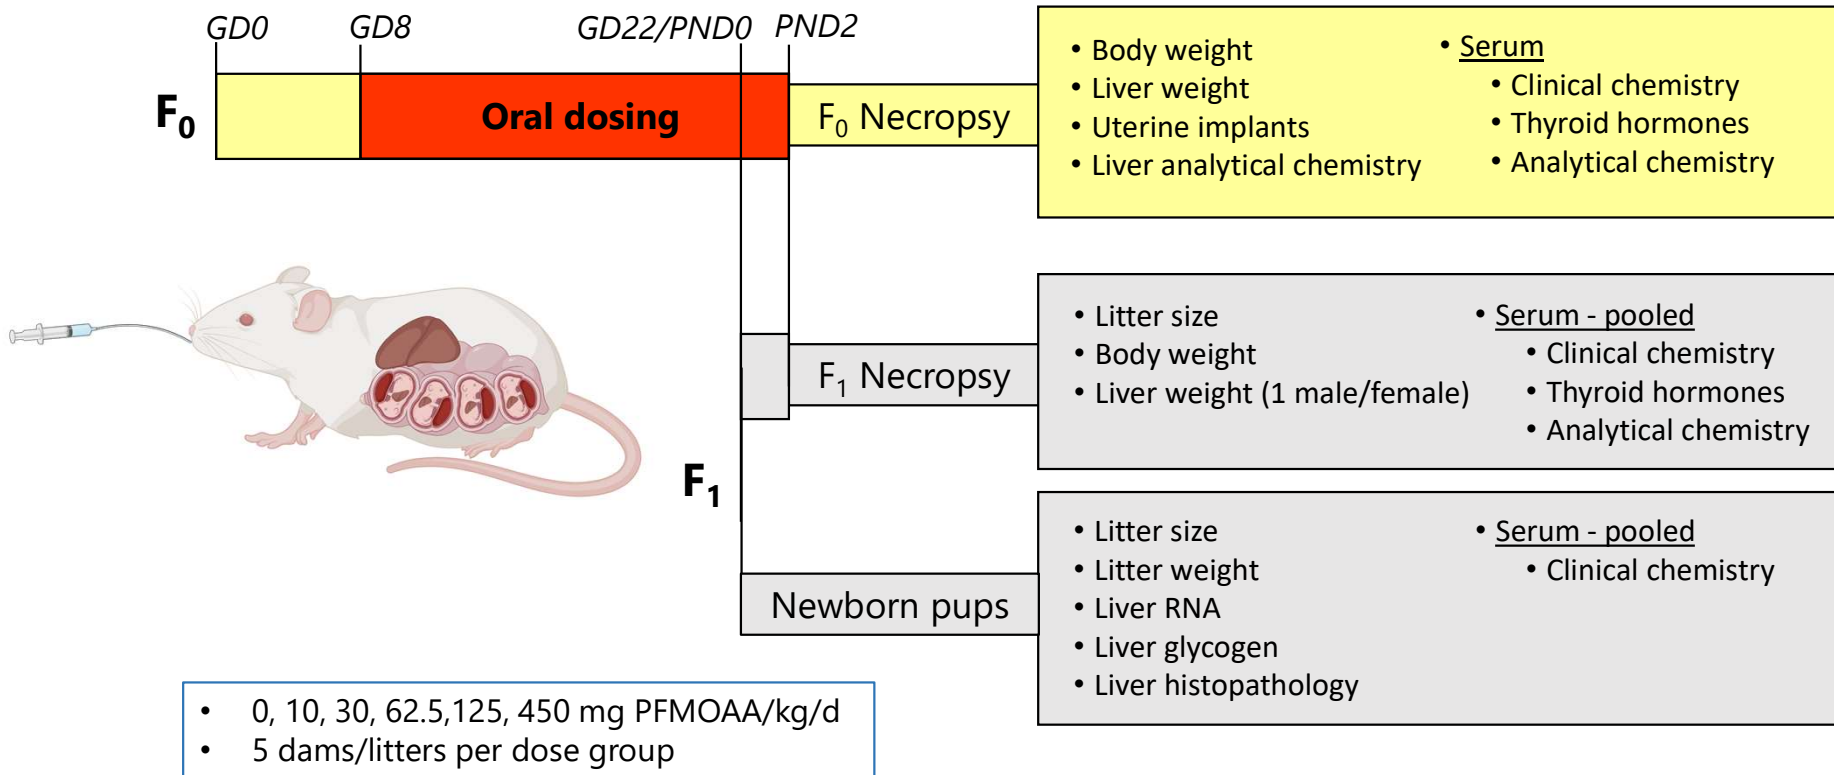 GD0 GD8 GD22/PND0 PND2
F0 Oral dosing F0 Necropsy
• Body weight
• Liver weight
• Uterine implants
• Liver analytical chemistry
• Serum
• Clinical chemistry
• Thyroid hormones
• Analytical chemistry
F1 Necropsy
• Litter size
• Body weight
• Liver weight (1 male/female)
• Serum - pooled
• Clinical chemistry
• Thyroid hormones
• Analytical chemistry
F1
Newborn pups
• Litter size
• Litter weight
• Liver RNA
• Liver glycogen
• Liver histopathology
• Serum - pooled
• Clinical chemistry
• 0, 10, 30, 62.5,125, 450 mg PFMOAA/kg/d
• 5 dams/litters per dose group